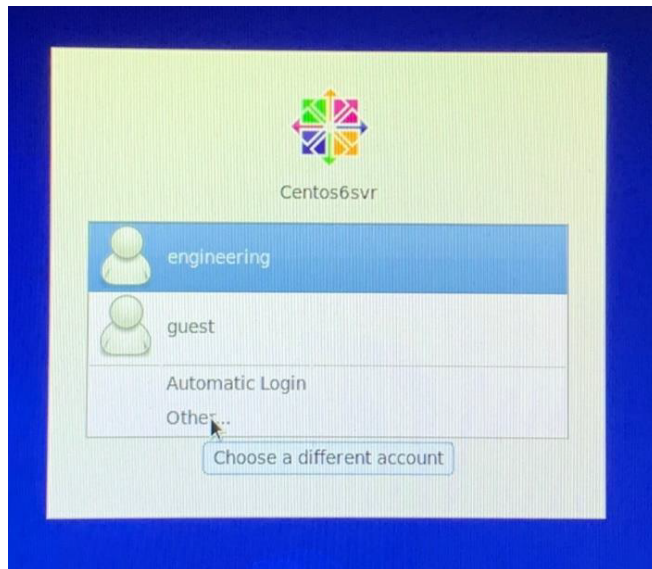 Centos6svr
engineering
guest
Automatic Login
Other...
Choose a different account